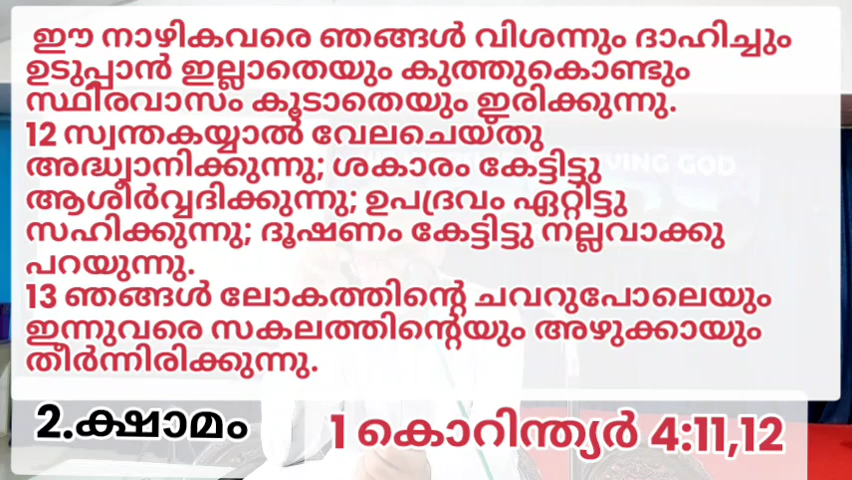 ഈ നാഴികവരെ ഞങ്ങൾ വിശന്നും ദാഹിച്ചും
ഉടുപ്പാൻ ഇല്ലാതെയും കുത്തുകൊണ്ടും
സ്ഥിരവാസം കൂടാതെയും ഇരിക്കുന്നു.
12 സ്വന്തകയ്യാൽ വേലചെയ്തു
അദ്ധ്വാനിക്കുന്നു; ശകാരം കേട്ടിട്ടു
ആശീർവ്വദിക്കുന്നു; ഉപദ്രവം ഏറ്റിട്ടു
സഹിക്കുന്നു; ദൂഷണം കേട്ടിട്ടു നല്ലവാക്കു
പറയുന്നു.
13 ഞങ്ങൾ ലോകത്തിന്റെ ചവറുപോലെയും
ഇന്നുവരെ സകലത്തിന്റെയും അഴുക്കായും
തീർന്നിരിക്കുന്നു.
2.ക്ഷാമം
1 കൊറിന്ത്യർ 4:11,12